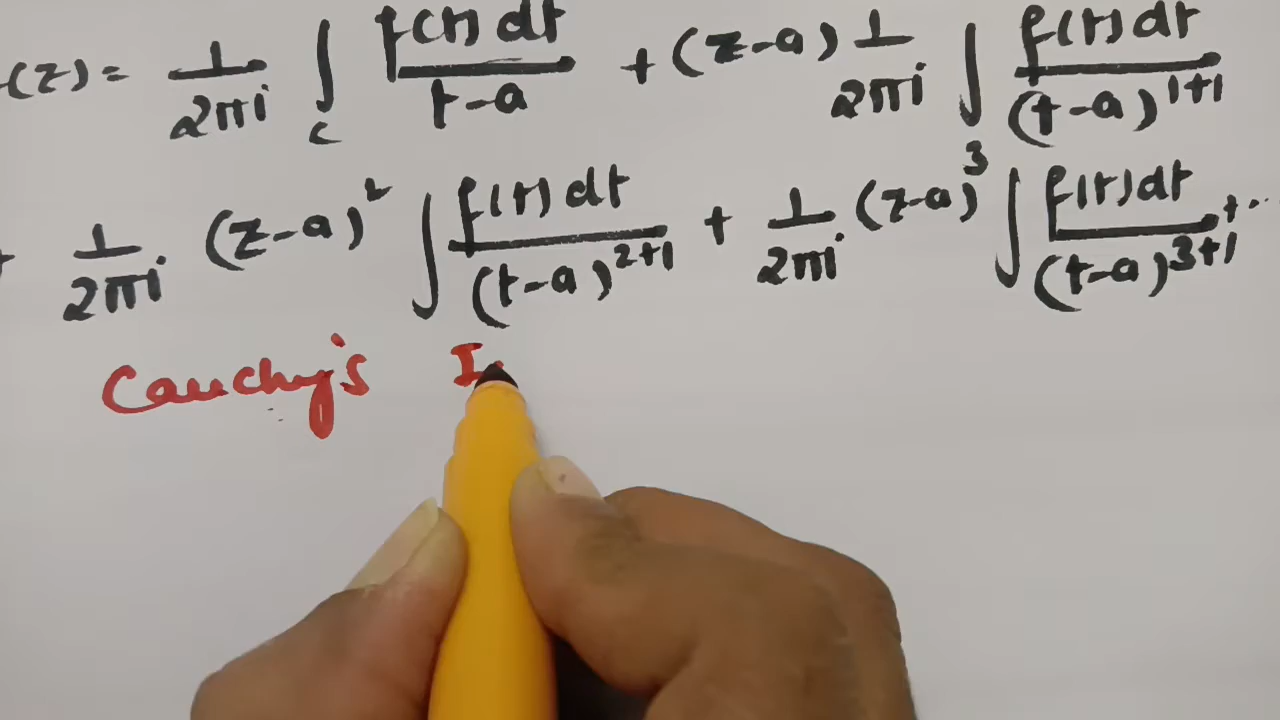 (z) = 1/2πi ∫_c f(t) dt / t-a + (z-a) 1/2πi ∫ f(t) dt / (t-a)^1+1
+ 1/2πi (z-a)^2 ∫ f(t) dt / (t-a)^2+1 + 1/2πi (z-a)^3 ∫ f(t) dt / (t-a)^3+1 + ...
Cauchy's I